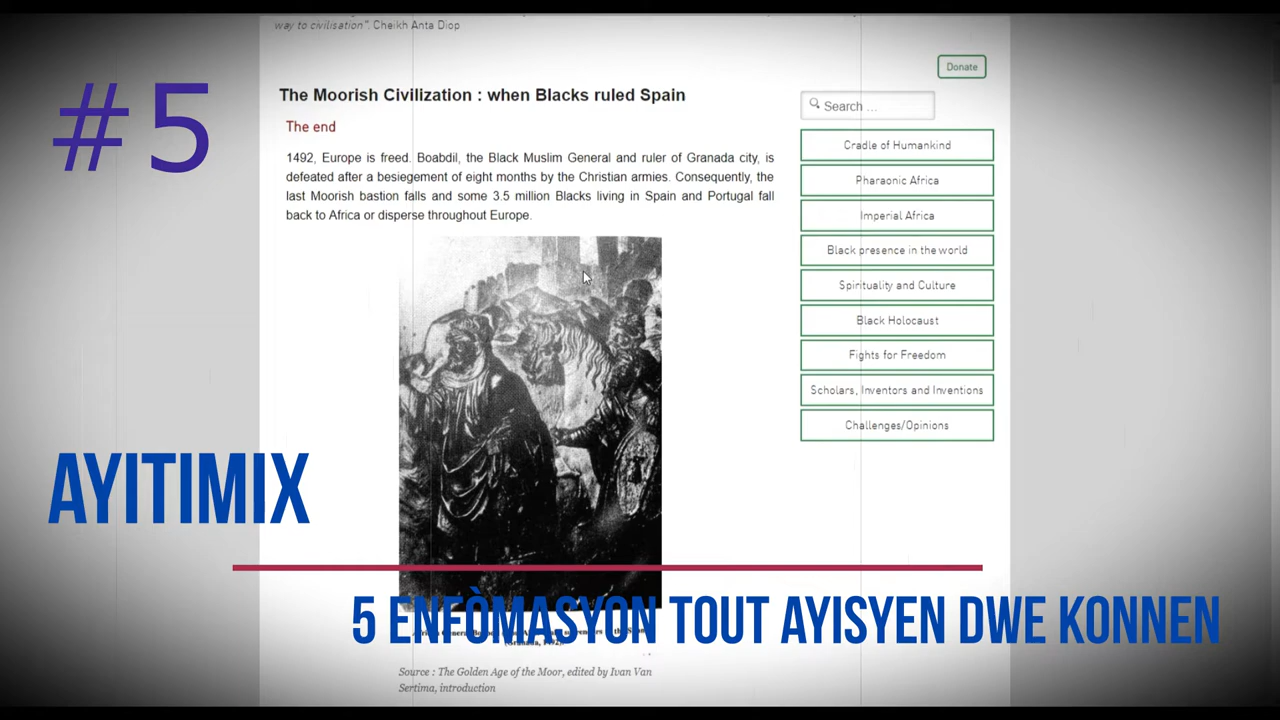 way to civilisation". Cheikh Anta Diop
Donate
#5
The Moorish Civilization : when Blacks ruled Spain
Search ...
The end
Cradle of Humankind
1492, Europe is freed. Boabdil, the Black Muslim General and ruler of Granada city, is
defeated after a besiegement of eight months by the Christian armies. Consequently, the
last Moorish bastion falls and some 3.5 million Blacks living in Spain and Portugal fall
back to Africa or disperse throughout Europe.
Pharaonic Africa
Imperial Africa
Black presence in the world
Spirituality and Culture
Black Holocaust
Fights for Freedom
Scholars, Inventors and Inventions
Challenges/Opinions
AYITIMIX
5 ENFÒMASYON TOUT AYISYEN DWE KONNEN
(Granada, 1492).
Source : The Golden Age of the Moor, edited by Ivan Van
Sertima, introduction